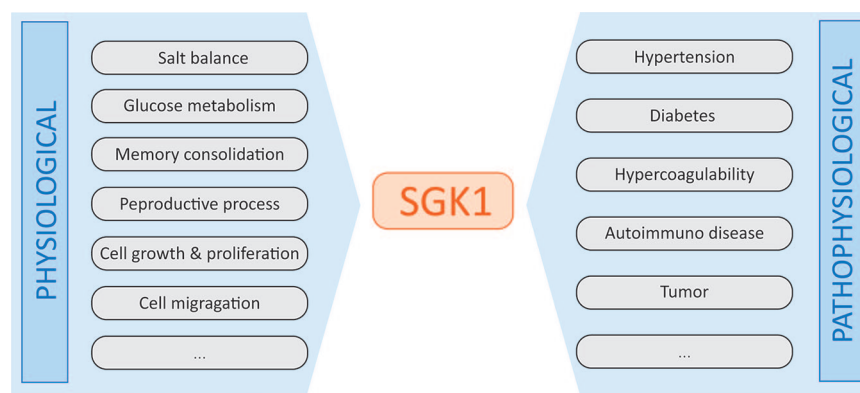 PHYSIOLOGICAL
Salt balance
Glucose metabolism
Memory consolidation
Peproductive process
Cell growth & proliferation
Cell migragation
...
SGK1
Hypertension
Diabetes
Hypercoagulability
Autoimmuno disease
Tumor
...
PATHOPHYSIOLOGICAL